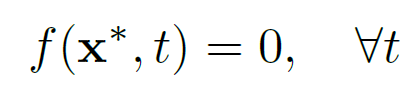 f(x*, t) = 0, ∀t